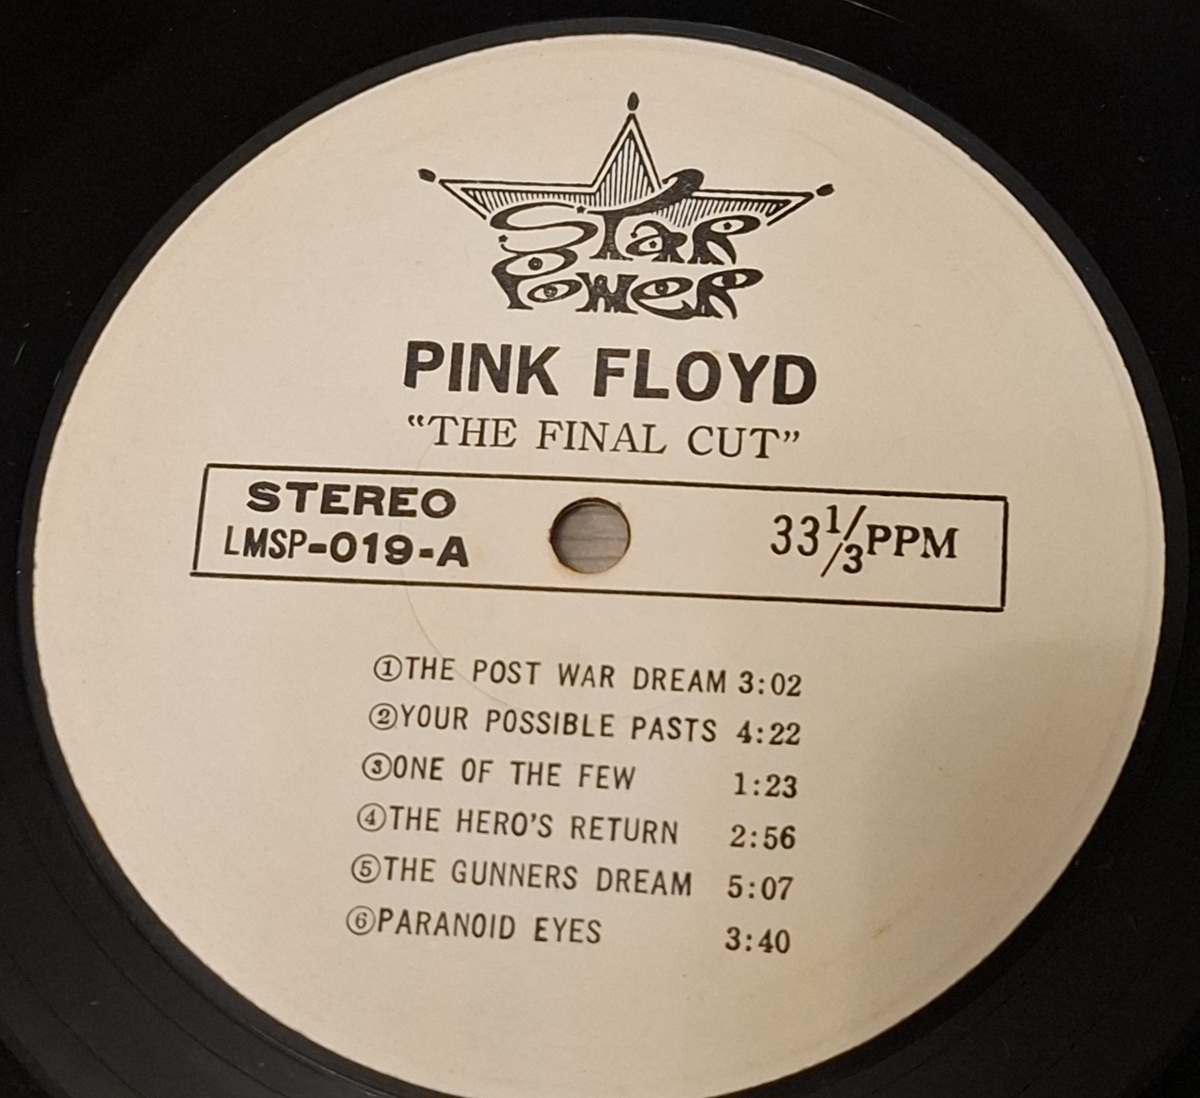 Star
Power
PINK FLOYD
“THE FINAL CUT”
STEREO
LMSP-019-A
33 1/3 PPM
①THE POST WAR DREAM 3:02
②YOUR POSSIBLE PASTS 4:22
③ONE OF THE FEW 1:23
④THE HERO'S RETURN 2:56
⑤THE GUNNERS DREAM 5:07
⑥PARANOID EYES 3:40